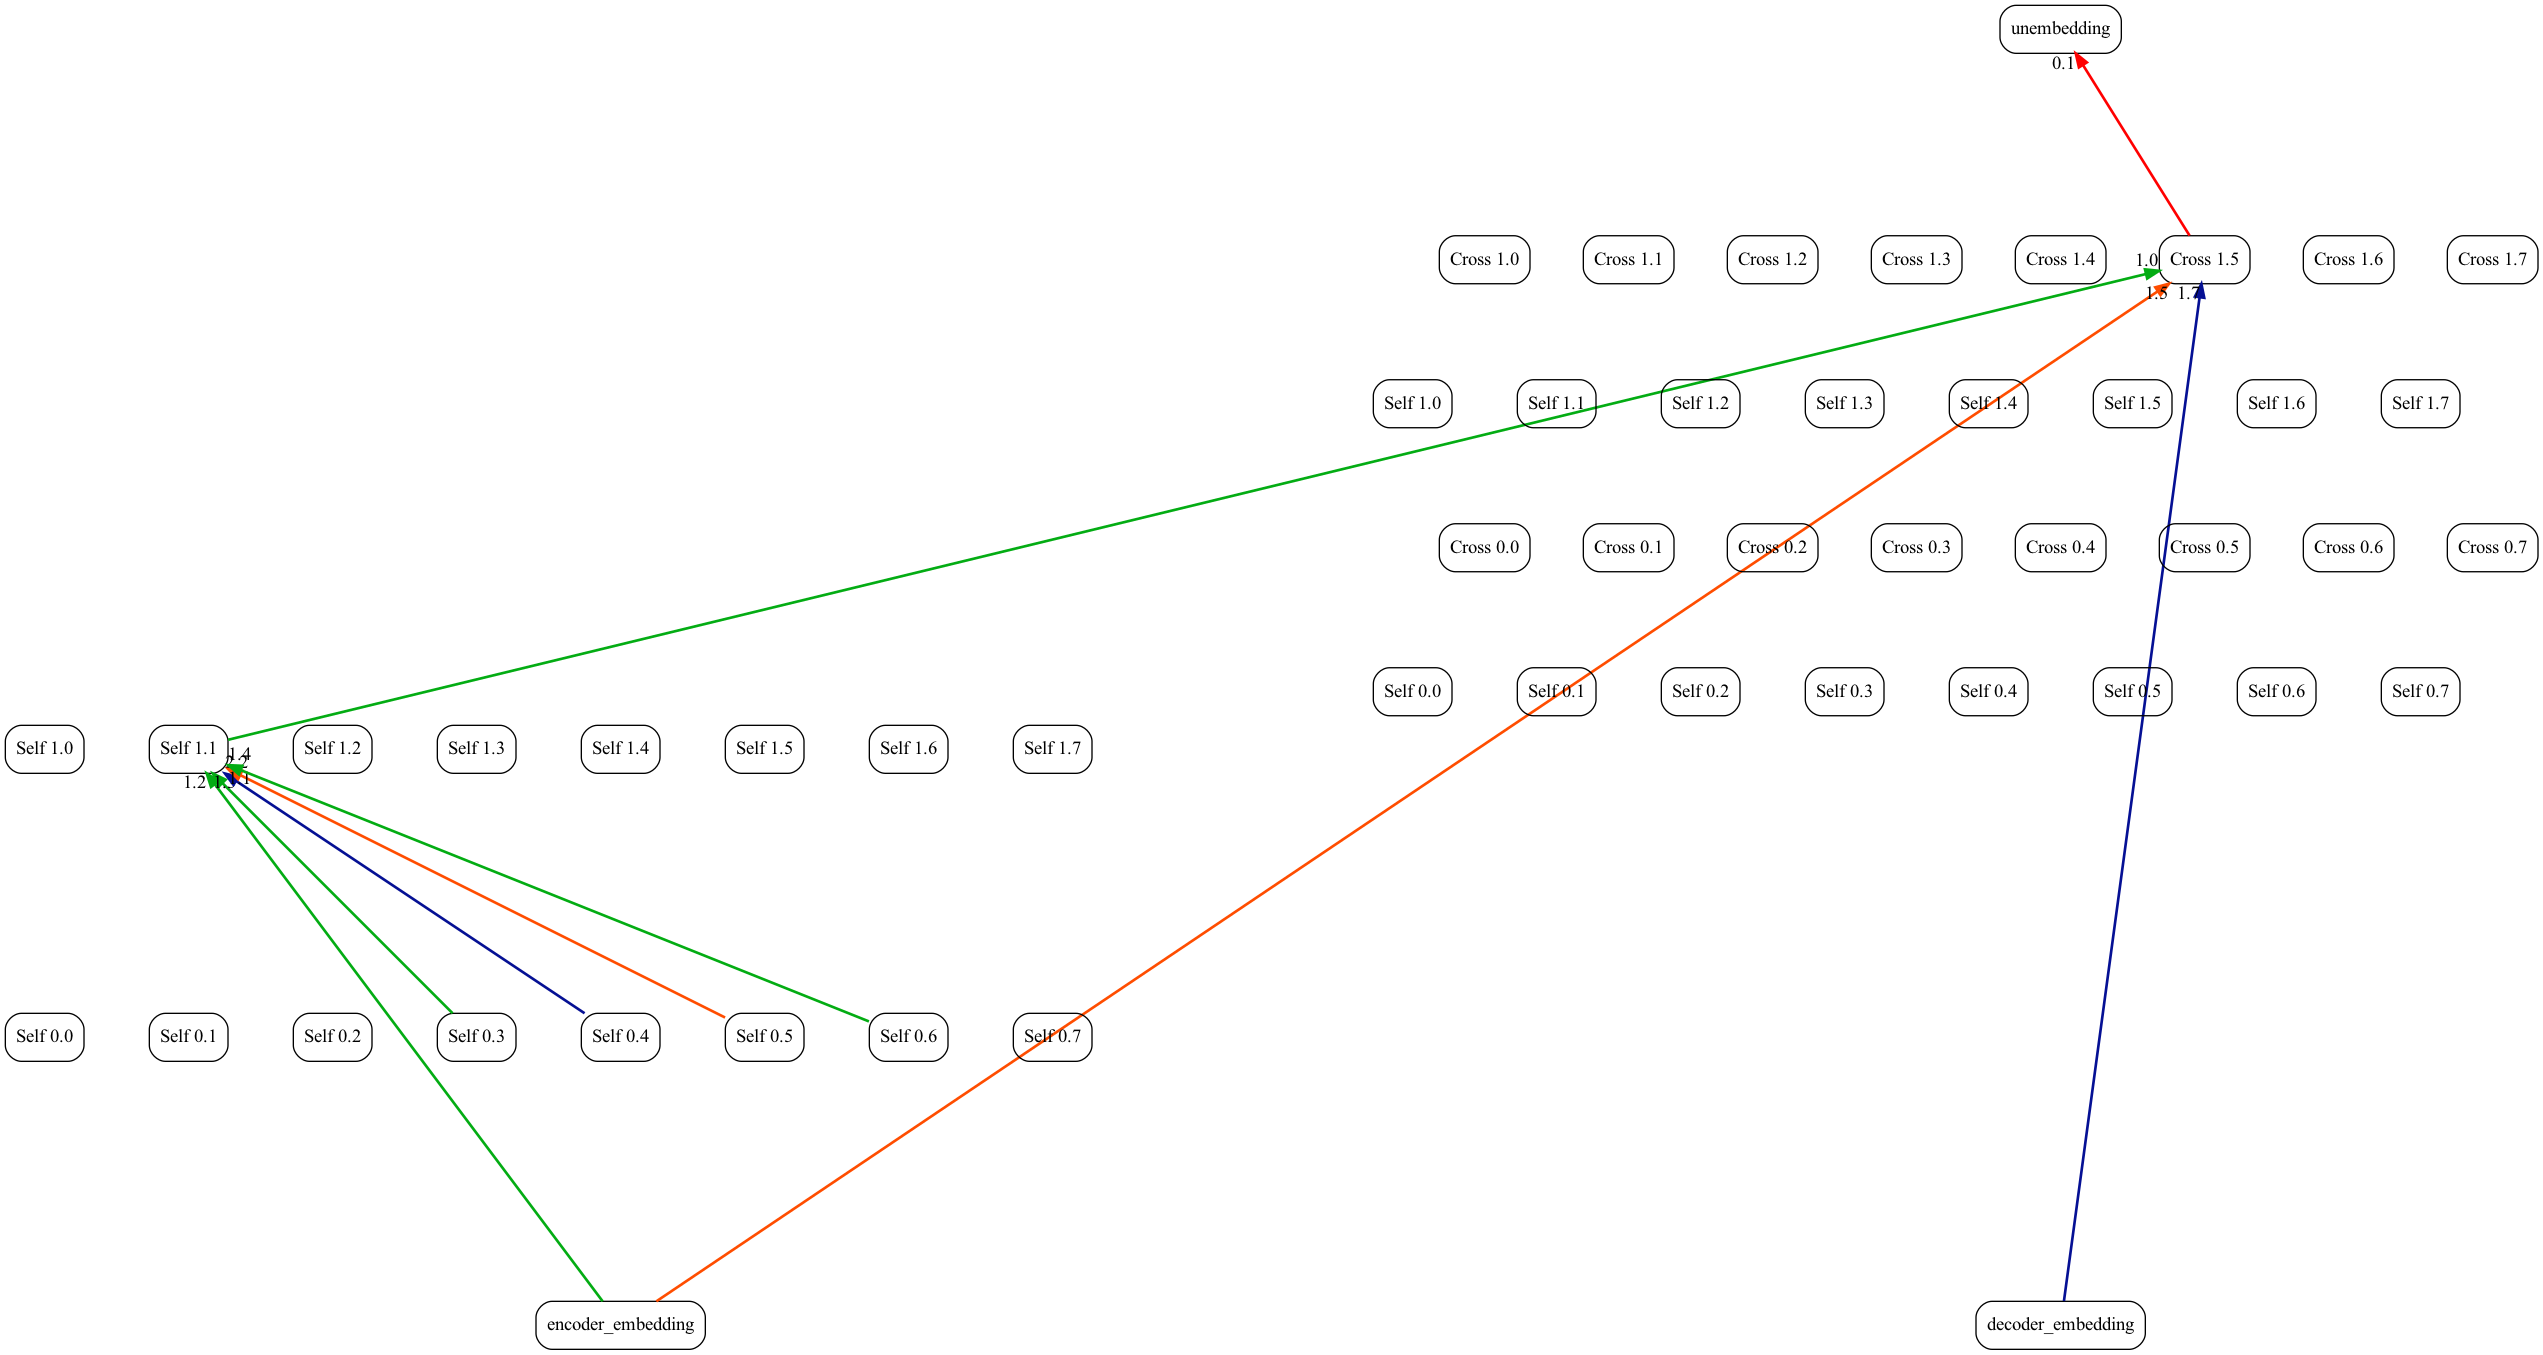 unembedding
0.1
Cross 1.0 Cross 1.1 Cross 1.2 Cross 1.3 Cross 1.4 1.0 Cross 1.5 Cross 1.6 Cross 1.7
1.5
Self 1.0 Self 1.1 Self 1.2 Self 1.3 Self 1.4 Self 1.5 Self 1.6 Self 1.7
Cross 0.0 Cross 0.1 Cross 0.2 Cross 0.3 Cross 0.4 Cross 0.5 Cross 0.6 Cross 0.7
Self 0.0 Self 0.1 Self 0.2 Self 0.3 Self 0.4 Self 0.5 Self 0.6 Self 0.7
Self 1.0 Self 1.1 1.4 Self 1.2 Self 1.3 Self 1.4 Self 1.5 Self 1.6 Self 1.7
1.2
Self 0.0 Self 0.1 Self 0.2 Self 0.3 Self 0.4 Self 0.5 Self 0.6 Self 0.7
encoder_embedding decoder_embedding